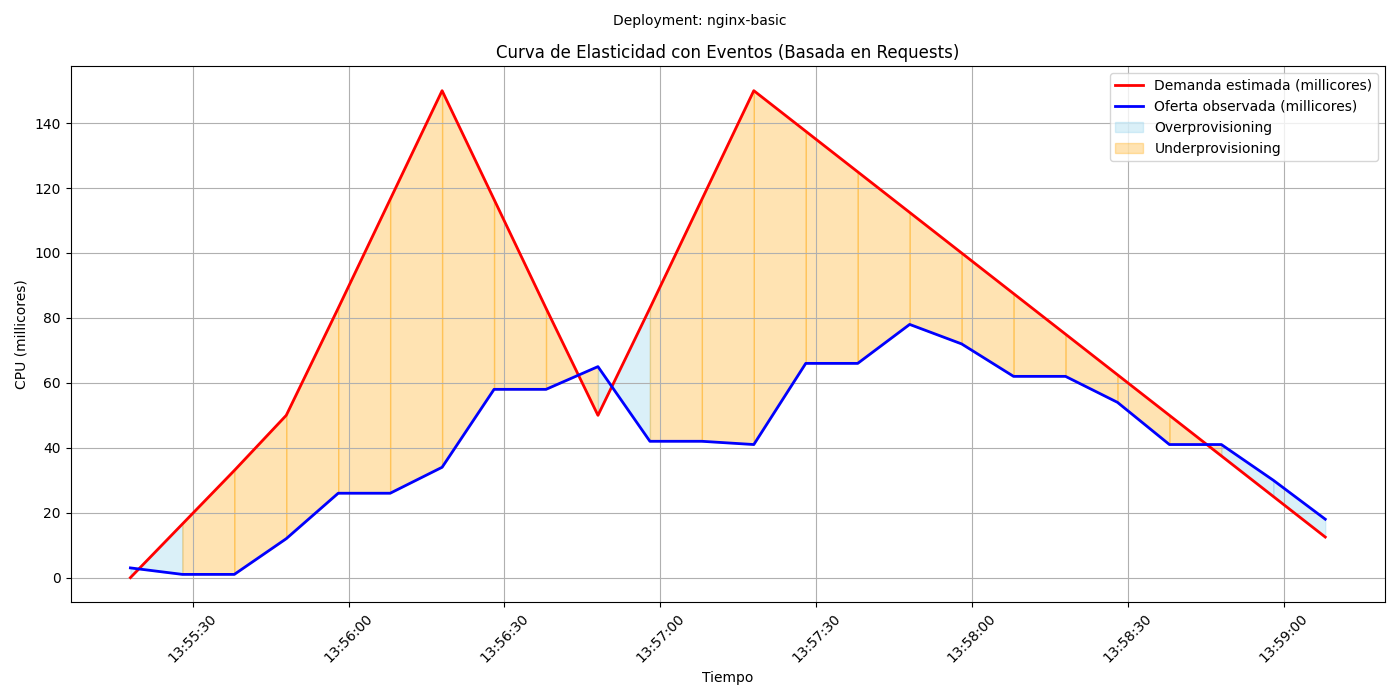 Deployment: nginx-basic
Curva de Elasticidad con Eventos (Basada en Requests)
Demanda estimada (millicores)
Oferta observada (millicores)
Overprovisioning
Underprovisioning
CPU (millicores)
140
120
100
80
60
40
20
0
13:55:30
13:56:00
13:56:30
13:57:00
13:57:30
13:58:00
13:58:30
13:59:00
Tiempo